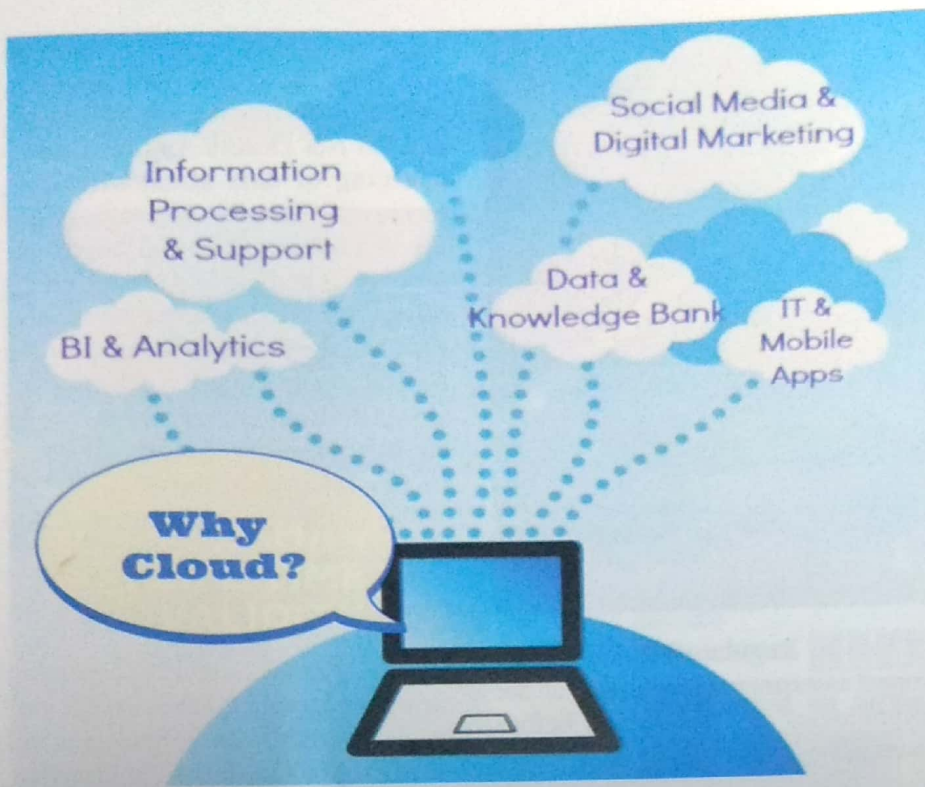 Social Media &
Digital Marketing
Information
Processing
& Support
Data &
Knowledge Bank
IT &
Mobile
Apps
BI & Analytics
Why
Cloud?